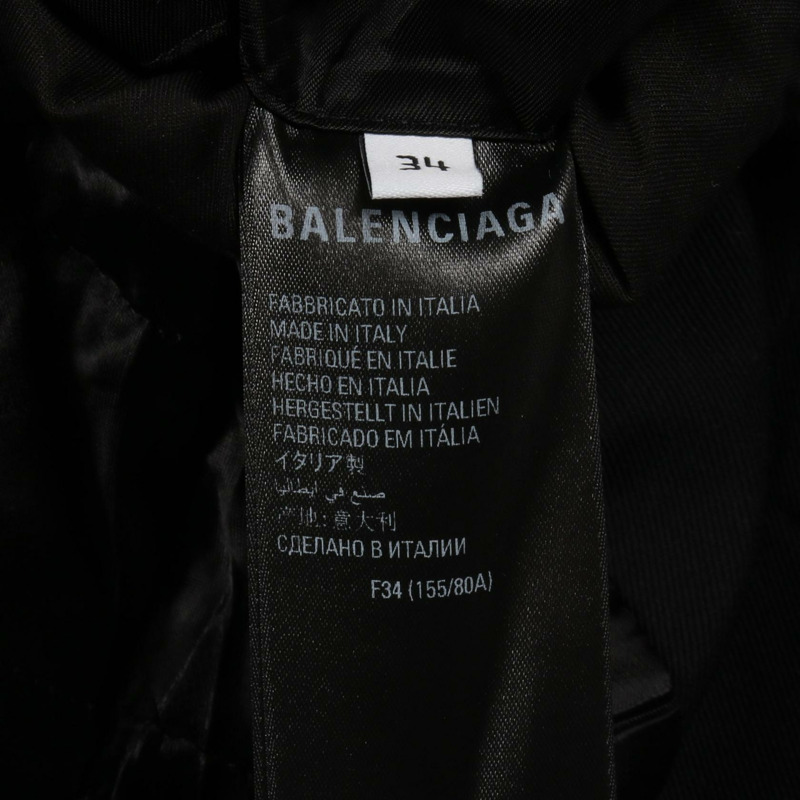 34
BALENCIAGA
FABBRICATO IN ITALIA
MADE IN ITALY
FABRIQUÉ EN ITALIE
HECHO EN ITALIA
HERGESTELLT IN ITALIEN
FABRICADO EM ITÁLIA
イタリア製
صنع في ايطاليا
产地:意大利
СДЕЛАНО В ИТАЛИИ
F34 (155/80A)